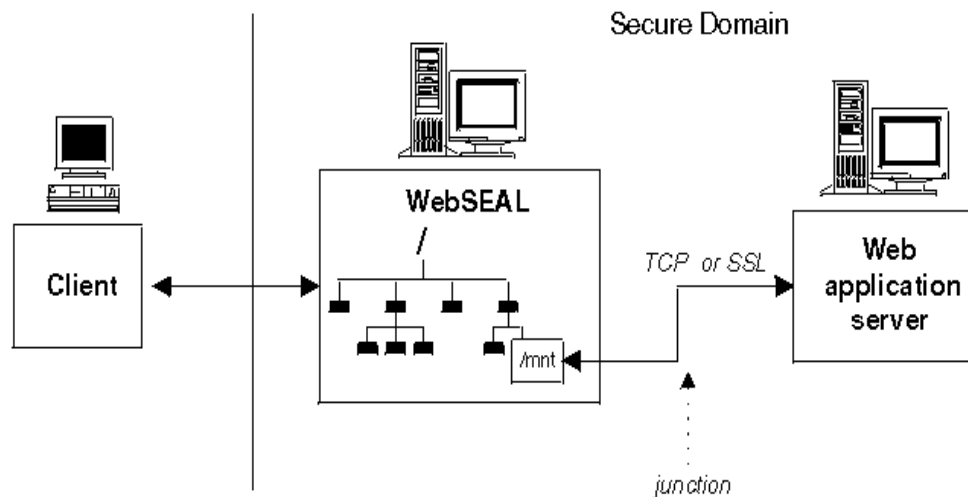 Secure Domain
WebSEAL
/
Client
TCP or SSL
Web
application
server
/mnt
junction